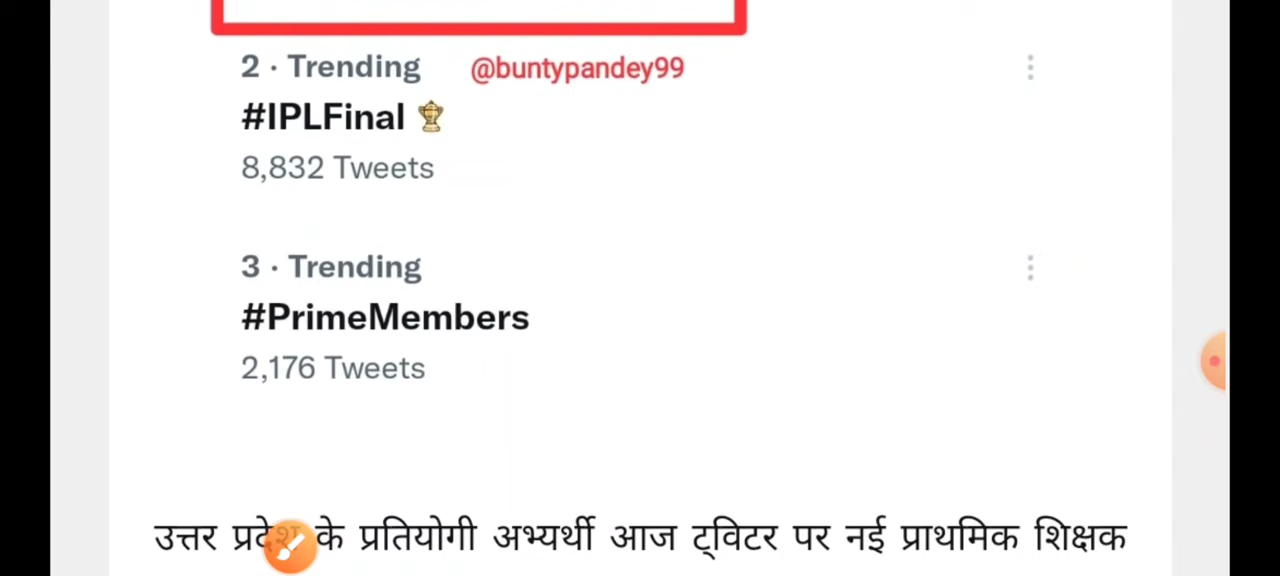 2 · Trending @buntypandey99
#IPLFinal 🏆
8,832 Tweets
3 · Trending
#PrimeMembers
2,176 Tweets
उत्तर प्रदेश के प्रतियोगी अभ्यर्थी आज ट्विटर पर नई प्राथमिक शिक्षक